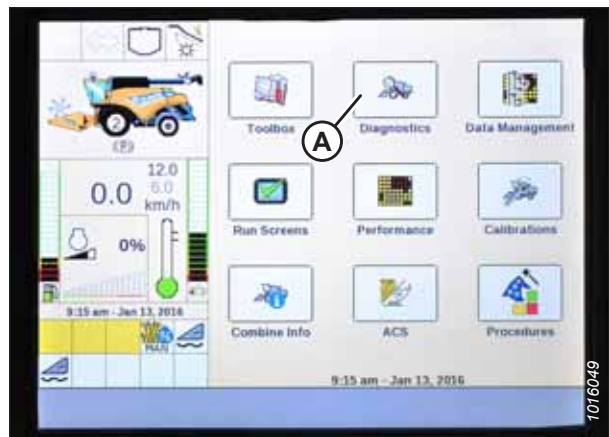 Toolbox
Diagnostics
Data Management
A
2
(P)
12.0
6.0
0.0
km/h
Run Screens
Performance
Calibrations
0%
9:15 am - Jan 13, 2016
MAN
Combine Info
ACS
Procedures
9:15 am - Jan 13, 2016
1016049